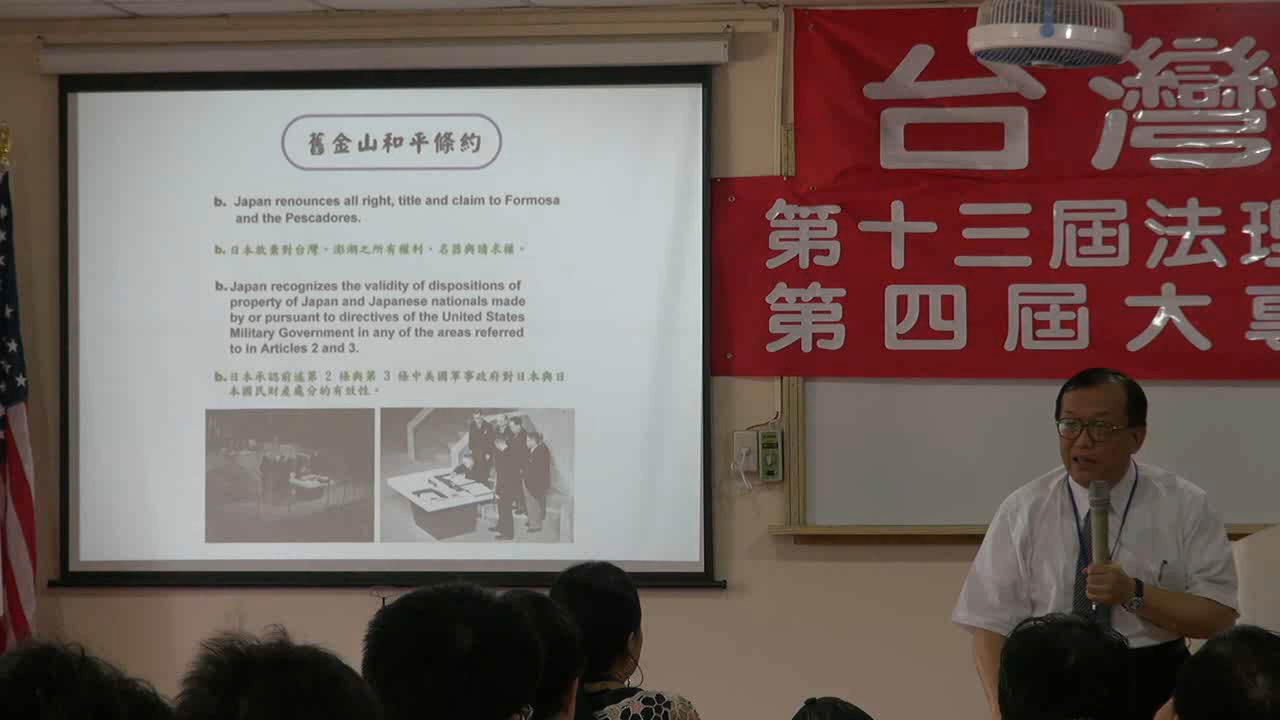 舊金山和平條約
b. Japan renounces all right, title and claim to Formosa
and the Pescadores.
b. 日本放棄對台灣、澎湖之所有權利，名器與請求權。
b. Japan recognizes the validity of dispositions of
property of Japan and Japanese nationals made
by or pursuant to directives of the United States
Military Government in any of the areas referred
to in Articles 2 and 3.
b. 日本承認前述第 2 條與第 3 條中美國軍事政府對日本與日
本國民財產處分的有效性。
台灣
第十三屆法理
第四屆大專